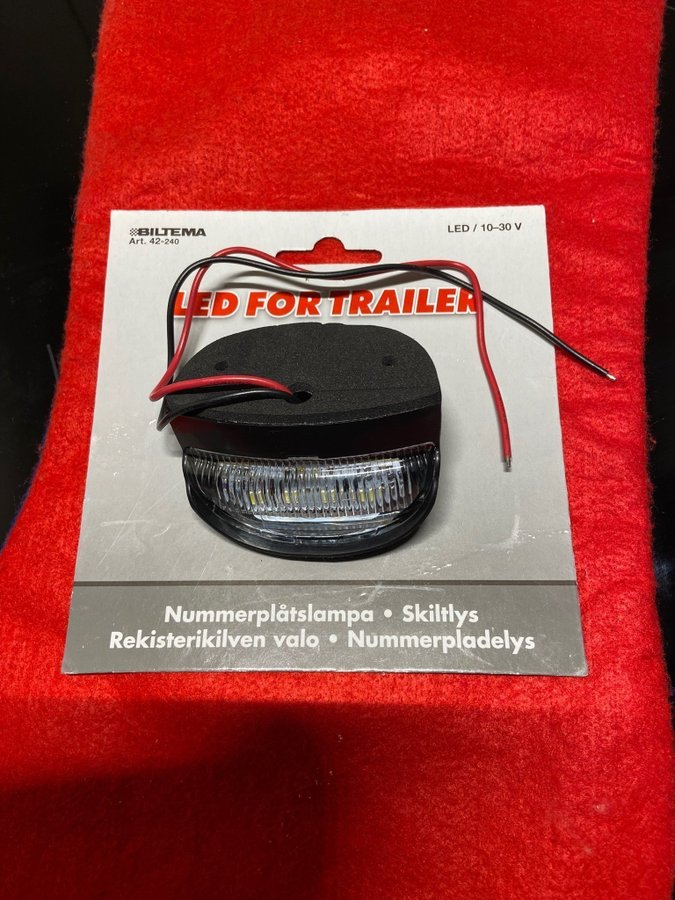 BILTEMA
Art. 42-240
LED / 10–30 V
LED FOR TRAILER
Nummerplåtslampa • Skiltlys
Rekisterikilven valo • Nummerpladelys